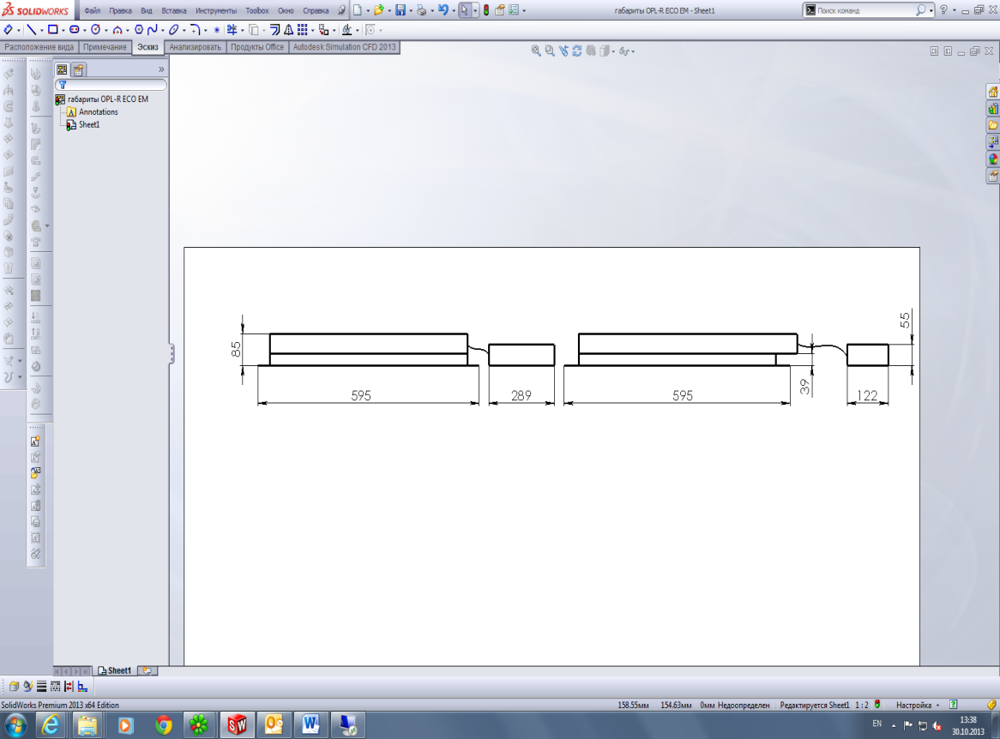 SOLIDWORKS Файл Правка Вид Вставка Инструменты Toolbox Окно Справка габариты OPL-R ECO EM - Sheet1 Поиск команд
Расположение вида Примечание Эскиз Анализировать Продукты Office Autodesk Simulation CFD 2013
габариты OPL-R ECO EM
A Annotations
Sheet1
55
85
39
595 289 595 122
Sheet1
SolidWorks Premium 2013 x64 Edition 158.55мм 154.63мм 0мм Недоопределен Редактируется Sheet1 1 : 2 Настройка
EN 13:38
30.10.2013